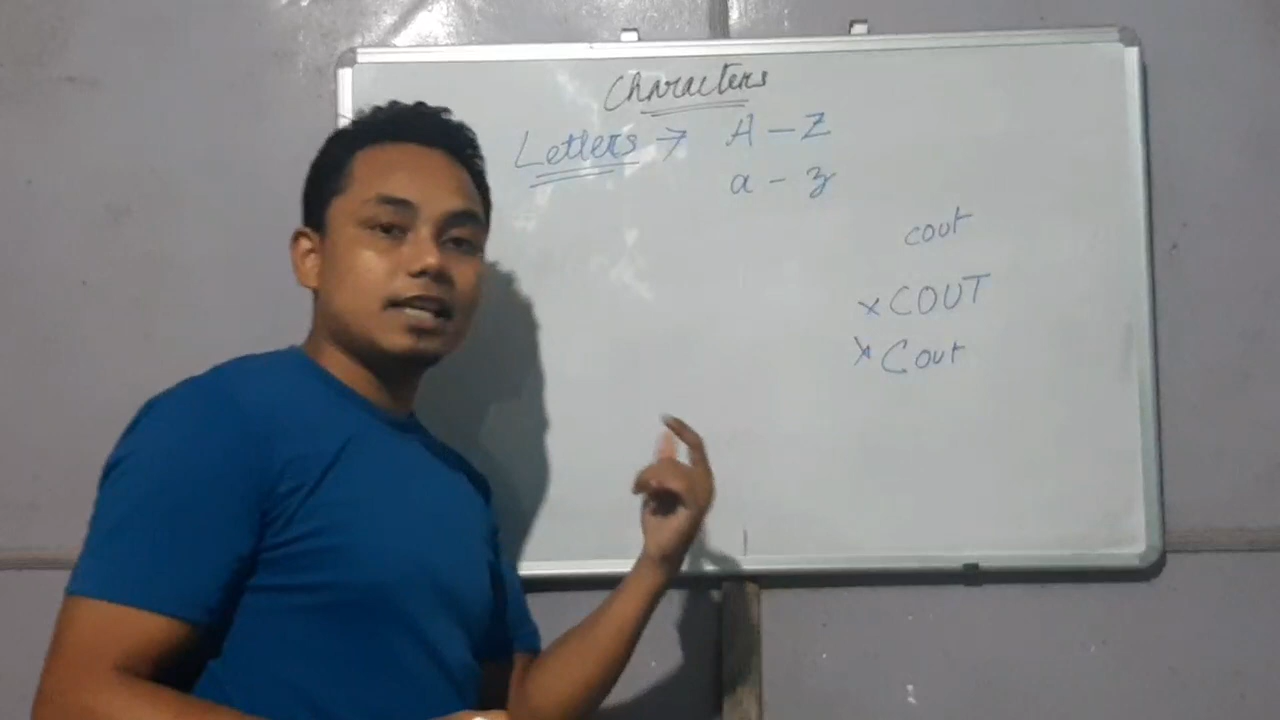 Characters
Letters → A - Z
a - z
cout
× COUT
× Cout